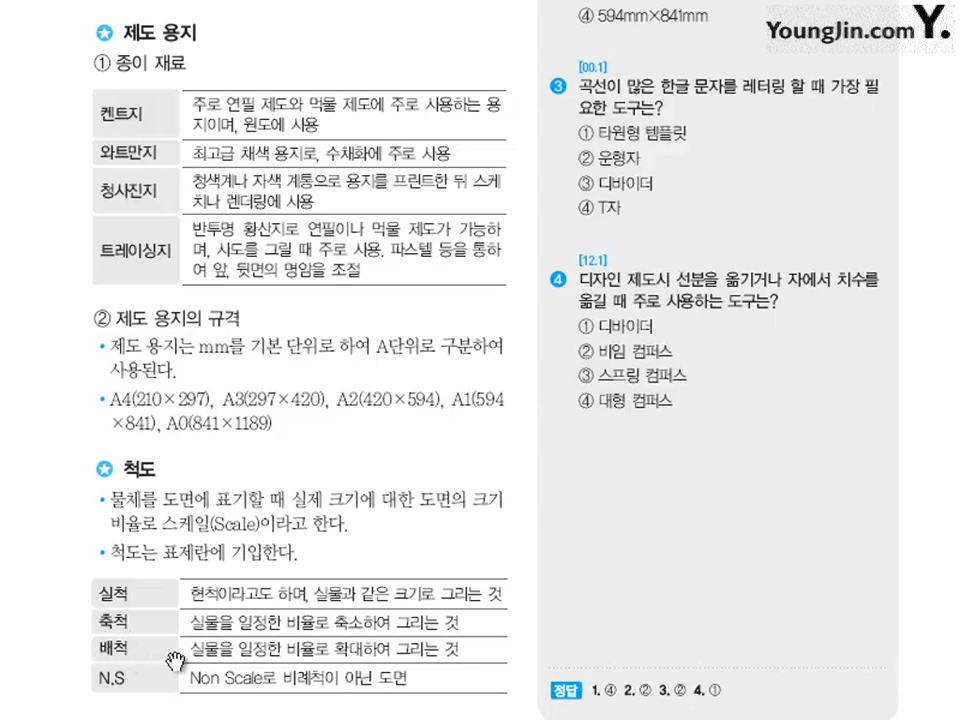 제도 용지
① 종이 재료
켄트지
주로 연필 제도와 먹물 제도에 주로 사용하는 용
지이며, 원도에 사용
와트만지
최고급 채색 용지로, 수채화에 주로 사용
청사진지
청색계나 자색 계통으로 용지를 프린트한 뒤 스케
치나 렌더링에 사용
트레이싱지
반투명 황산지로 연필이나 먹물 제도가 가능하
며, 사도를 그릴 때 주로 사용. 파스텔 등을 통하
여 앞, 뒷면의 명암을 조절
② 제도 용지의 규격
• 제도 용지는 mm를 기본 단위로 하여 A단위로 구분하여
사용된다.
• A4(210×297), A3(297×420), A2(420×594), A1(594
×841), A0(841×1189)
척도
• 물체를 도면에 표기할 때 실제 크기에 대한 도면의 크기
비율로 스케일(Scale)이라고 한다.
• 척도는 표제란에 기입한다.
실척
현척이라고도 하며, 실물과 같은 크기로 그리는 것
축척
실물을 일정한 비율로 축소하여 그리는 것
배척
실물을 일정한 비율로 확대하여 그리는 것
N.S
Non Scale로 비례척이 아닌 도면
④ 594mm×841mm
YoungJin.com Y.
[00.1]
3 곡선이 많은 한글 문자를 레터링 할 때 가장 필
요한 도구는?
① 타원형 템플릿
② 운형자
③ 디바이더
④ T자
[12.1]
4 디자인 제도시 선분을 옮기거나 자에서 치수를
옮길 때 주로 사용하는 도구는?
① 디바이더
② 비임 컴퍼스
③ 스프링 컴퍼스
④ 대형 컴퍼스
정답 1. ④ 2. ② 3. ② 4. ①